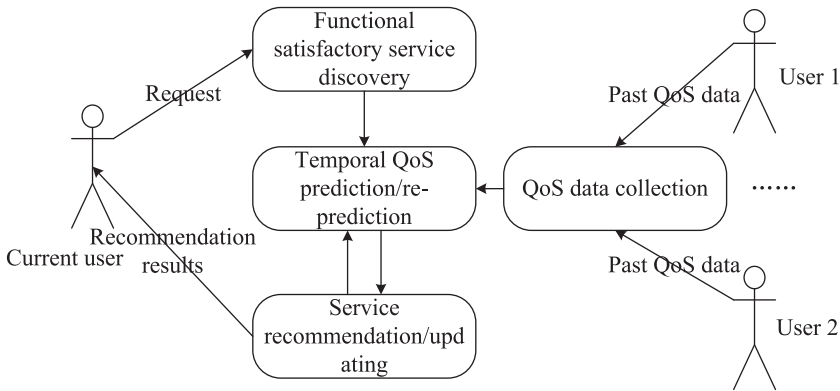 Functional
satisfactory service
discovery
User 1
Request
Past QoS data
Temporal QoS
prediction/re-
prediction
QoS data collection
......
Current user
Recommendation
results
Past QoS data
Service
recommendation/upd
ating
User 2